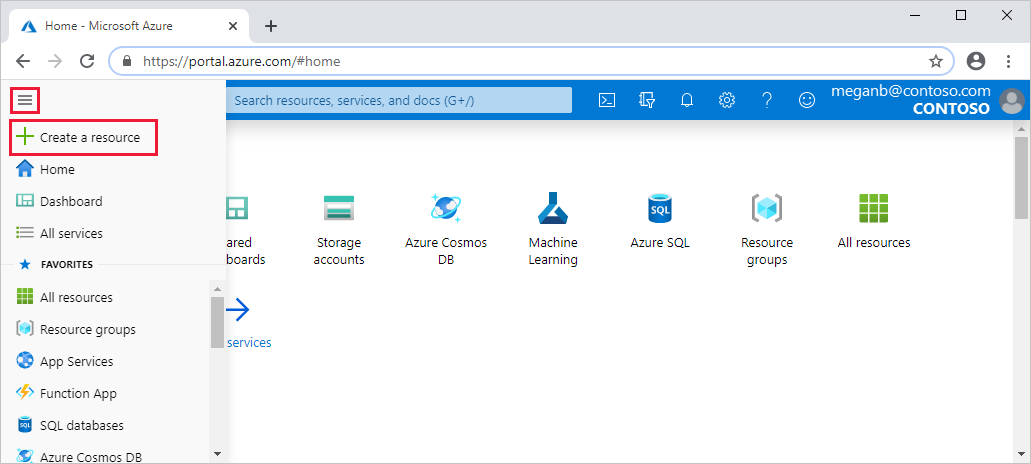 Home - Microsoft Azure
https://portal.azure.com/#home
Search resources, services, and docs (G+/)
meganb@contoso.com
CONTOSO
Create a resource
Home
Dashboard
All services
FAVORITES
All resources
Resource groups
App Services
Function App
SQL databases
Azure Cosmos DB
ared
boards
Storage
accounts
Azure Cosmos
DB
Machine
Learning
SQL
Azure SQL
Resource
groups
All resources
services